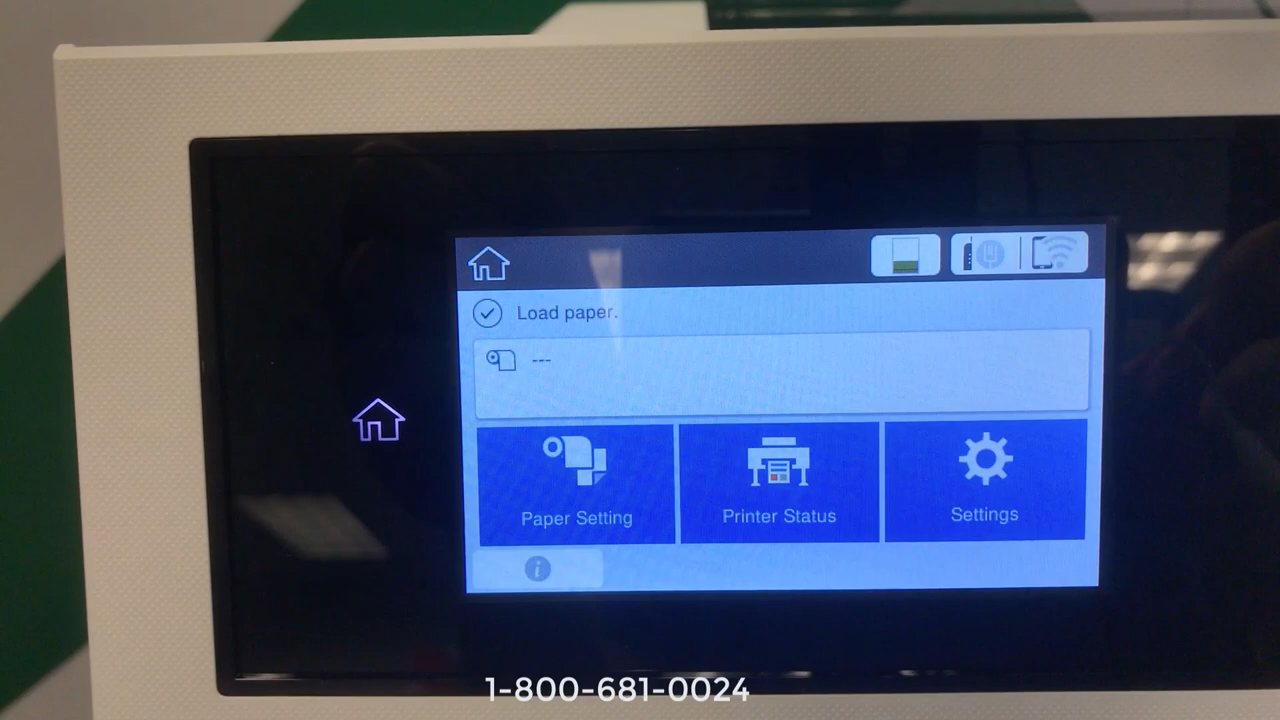 Load paper.
---
Paper Setting
Printer Status
Settings
i
1-800-681-0024